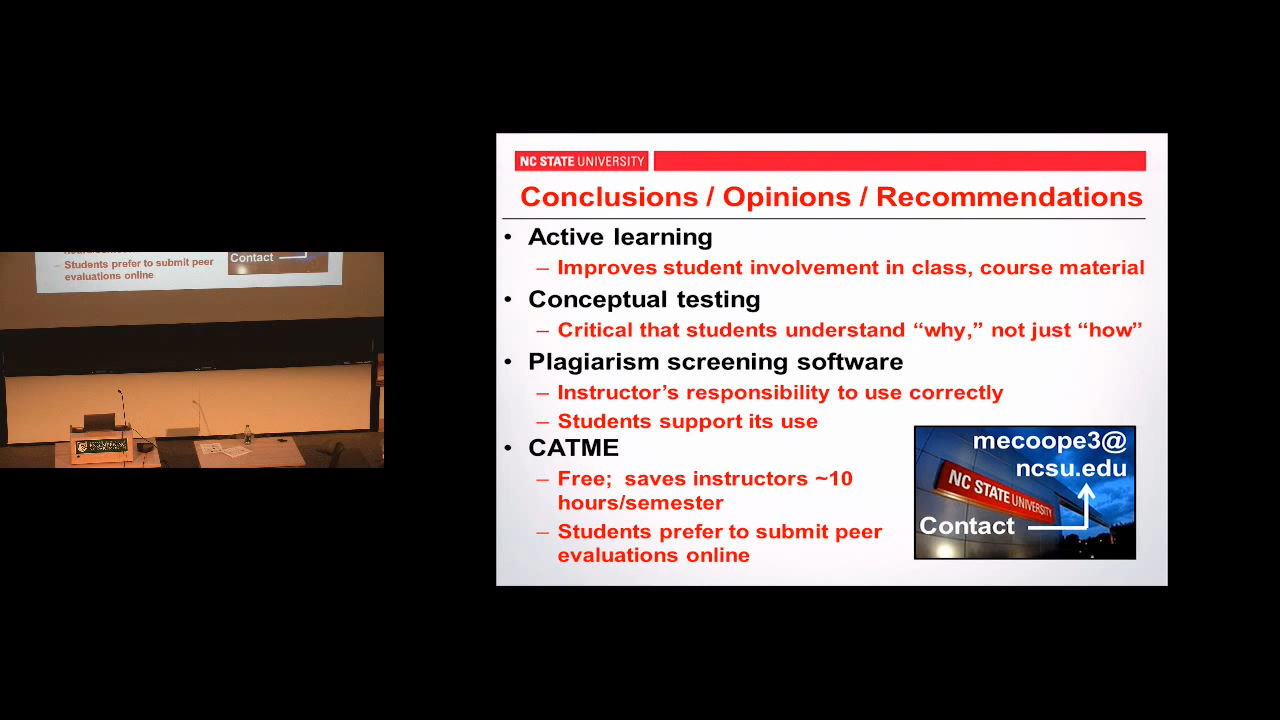 NC STATE UNIVERSITY
Conclusions / Opinions / Recommendations
• Active learning
– Improves student involvement in class, course material
• Conceptual testing
– Critical that students understand “why,” not just “how”
• Plagiarism screening software
– Instructor’s responsibility to use correctly
– Students support its use
• CATME
– Free;  saves instructors ~10
hours/semester
– Students prefer to submit peer
evaluations online
mecoope3@
ncsu.edu
NC STATE UNIVERSITY
Contact
– Students prefer to submit peer
evaluations online
Contact